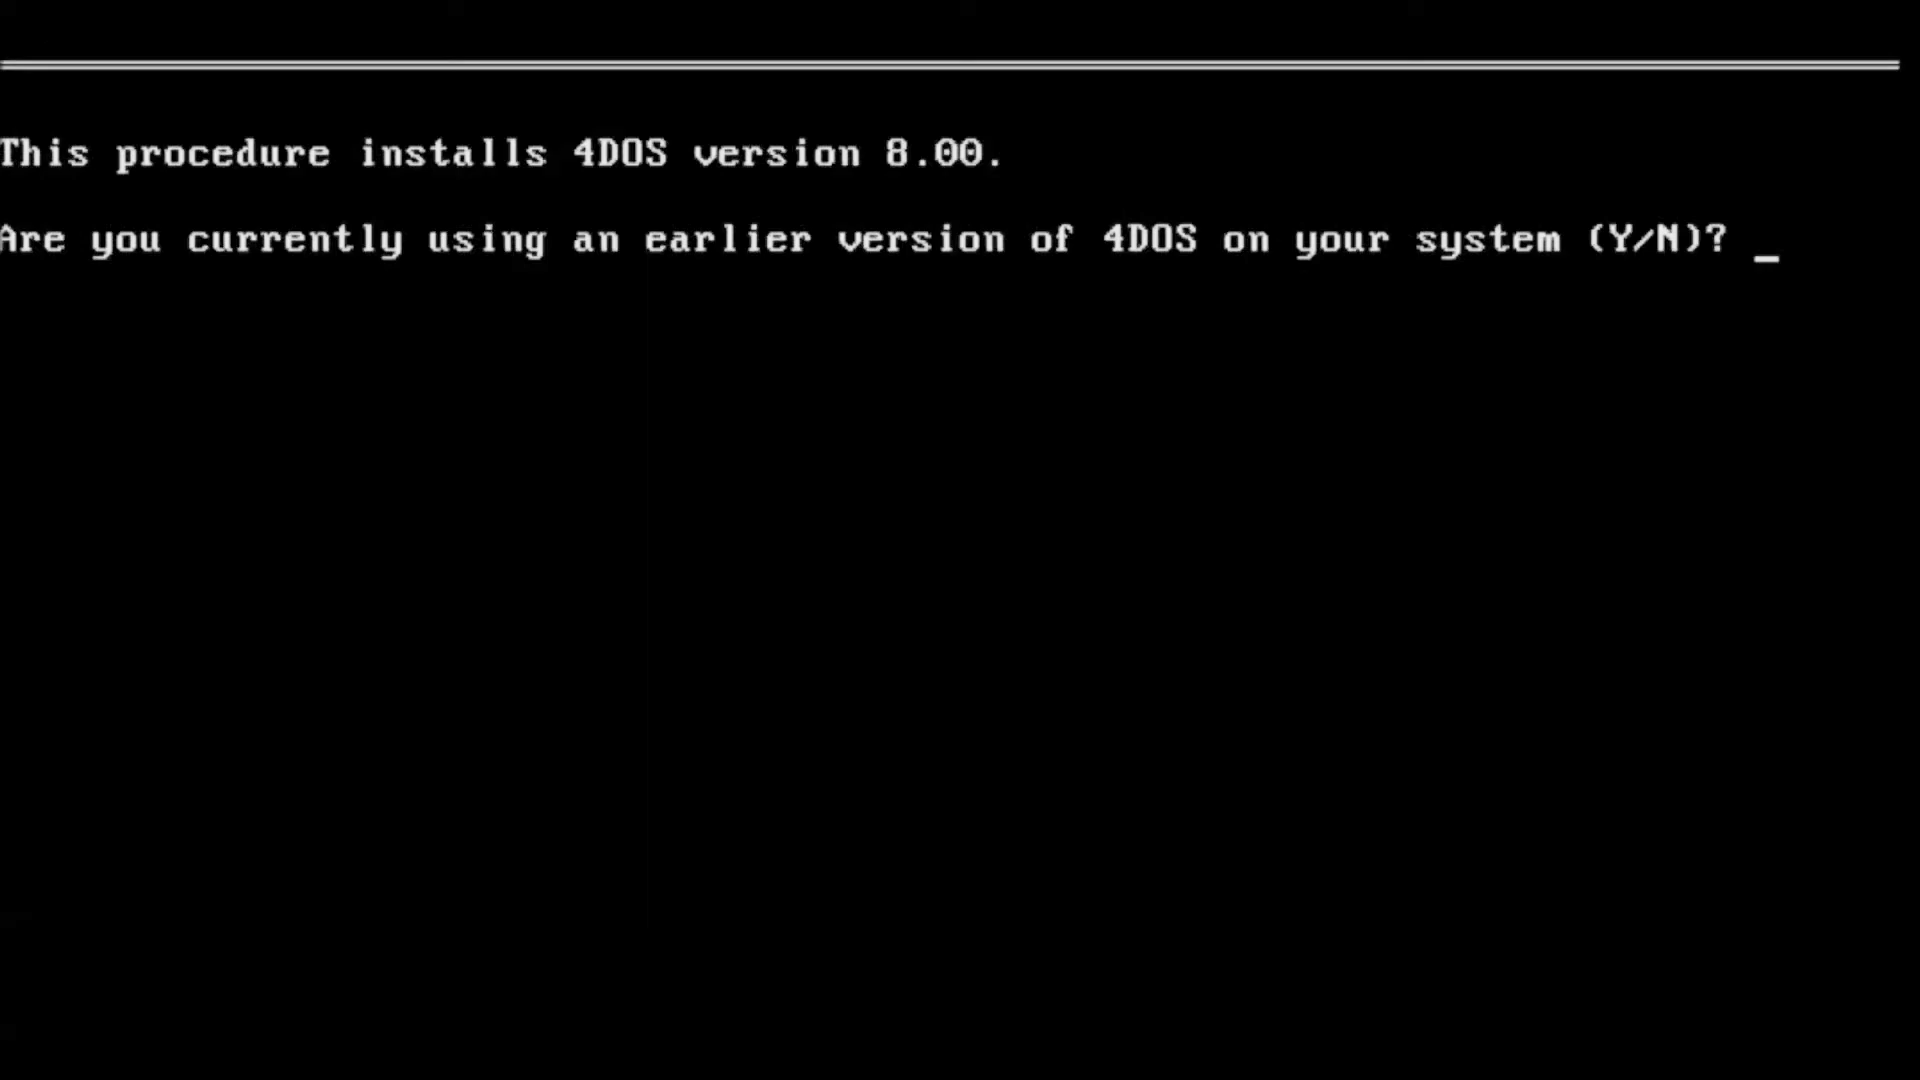 This procedure installs 4DOS version 8.00.
Are you currently using an earlier version of 4DOS on your system (Y/N)? _